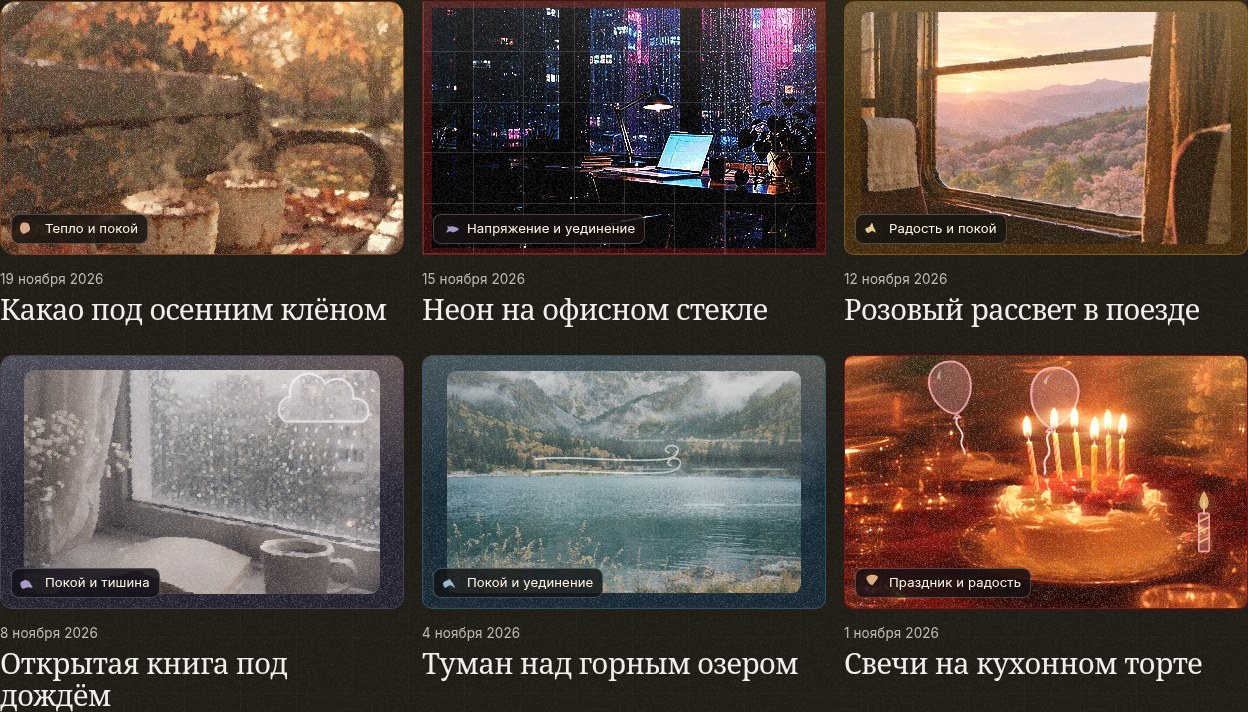 Тепло и покой
Напряжение и уединение
Радость и покой
19 ноября 2026
15 ноября 2026
12 ноября 2026
Какао под осенним клёном
Неон на офисном стекле
Розовый рассвет в поезде
Покой и тишина
Покой и уединение
Праздник и радость
8 ноября 2026
4 ноября 2026
1 ноября 2026
Открытая книга под
дождём
Туман над горным озером
Свечи на кухонном торте